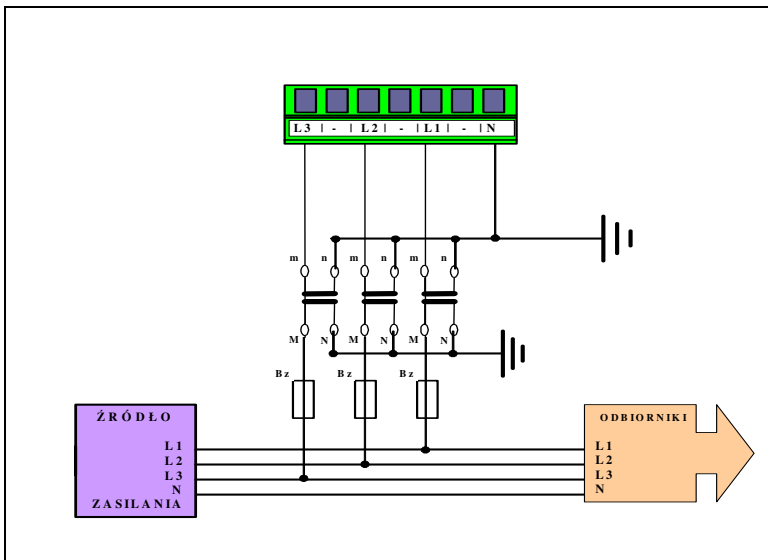 L3 | - | L2 | - | L1 | - | N
m n m n m n
M N M N M N
Bz Bz Bz
ŹRÓDŁO
L1
L2
L3
N
ZASILANIA
ODBIORNIKI
L1
L2
L3
N